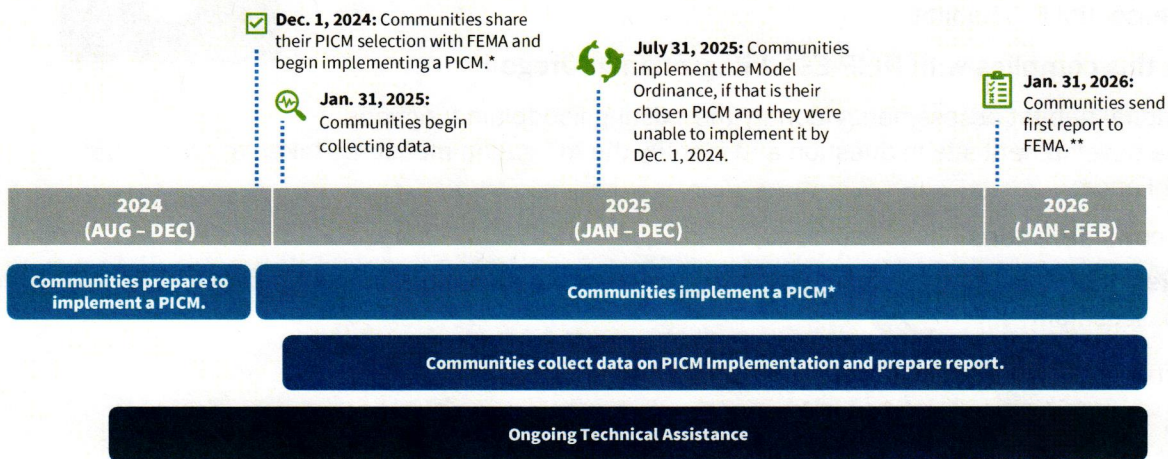 Dec. 1, 2024: Communities share
their PICM selection with FEMA and
begin implementing a PICM.*
Jan. 31, 2025:
Communities begin
collecting data.
July 31, 2025: Communities
implement the Model
Ordinance, if that is their
chosen PICM and they were
unable to implement it by
Dec. 1, 2024.
Jan. 31, 2026:
Communities send
first report to
FEMA.**
2024
(AUG – DEC)
2025
(JAN – DEC)
2026
(JAN - FEB)
Communities prepare to
implement a PICM.
Communities implement a PICM*
Communities collect data on PICM Implementation and prepare report.
Ongoing Technical Assistance